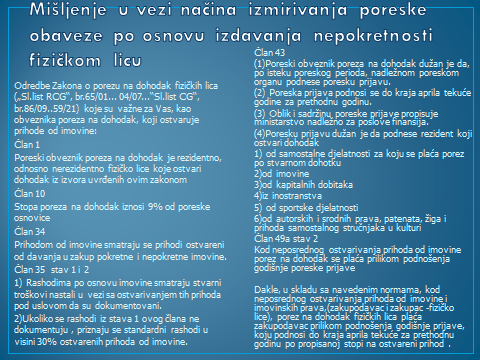 Mišljenje u vezi načina izmirivanja poreske
obaveze po osnovu izdavanja nepokretnosti
fizičkom licu
Odredbe Zakona o porezu na dohodak fizičkih lica
(„Sl.list RCG“, br.65/01... 04/07...“Sl.list CG“,
br.86/09..59/21) koje su važne za Vas, kao
obveznika poreza na dohodak, koji ostvaruje
prihode od imovine:
Član 1
Poreski obveznik poreza na dohodak je rezidentno,
odnosno nerezidentno fizičko lice koje ostvari
dohodak iz izvora uvrđenih ovim zakonom
Član 10
Stopa poreza na dohodak iznosi 9% od poreske
osnovice
Član 34
Prihodom od imovine smatraju se prihodi ostvareni
od davanja u zakup pokretne i nepokretne imovine.
Član 35 stav 1 i 2
1) Rashodima po osnovu imovine smatraju stvarni
troškovi nastali u vezi sa ostvarivanjem tih prihoda
pod uslovom da su dokumentovani.
2)Ukoliko se rashodi iz stava 1 ovog člana ne
dokumentuju , priznaju se standardni rashodi u
visini 30% ostvarenih prihoda od imovine.
Član 43
(1)Poreski obveznik poreza na dohodak dužan je da,
po isteku poreskog perioda, nadležnom poreskom
organu podnese poresku prijavu.
(2) Poreska prijava podnosi se do kraja aprila tekuće
godine za prethodnu godinu.
(3) Oblik i sadržinu poreske prijave propisuje
ministarstvo nadležno za poslove finansija.
(4)Poresku prijavu dužan je da podnese rezident koji
ostvari dohodak
1) od samostalne djelatnosti za koju se plaća porez
po stvarnom dohotku
2)od imovine
3)od kapitalnih dobitaka
4)iz inostranstva
5) od sportske djelatnosti
6)od autorskih i srodnih prava, patenata, žiga i
prihoda samostalnog stručnjaka u kulturi
Član 49a stav 2
Kod neposrednog ostvarivanja prihoda od imovine
porez na dohodak se plaća prilikom podnošenja
godišnje poreske prijave
Dakle, u skladu sa navedenim normama, kod
neposrednog ostvarivanja prihoda od imovine i
imovinskih prava,(zakupodavac i zakupac -fizičko
lice), porez na dohodak fizičkih lica plaća
zakupodavac prilikom podnošenja godišnje prijave,
koju podnosi do kraja aprila tekuće za prethodnu
godinu po propisanoj stopi na ostvareni prihod .